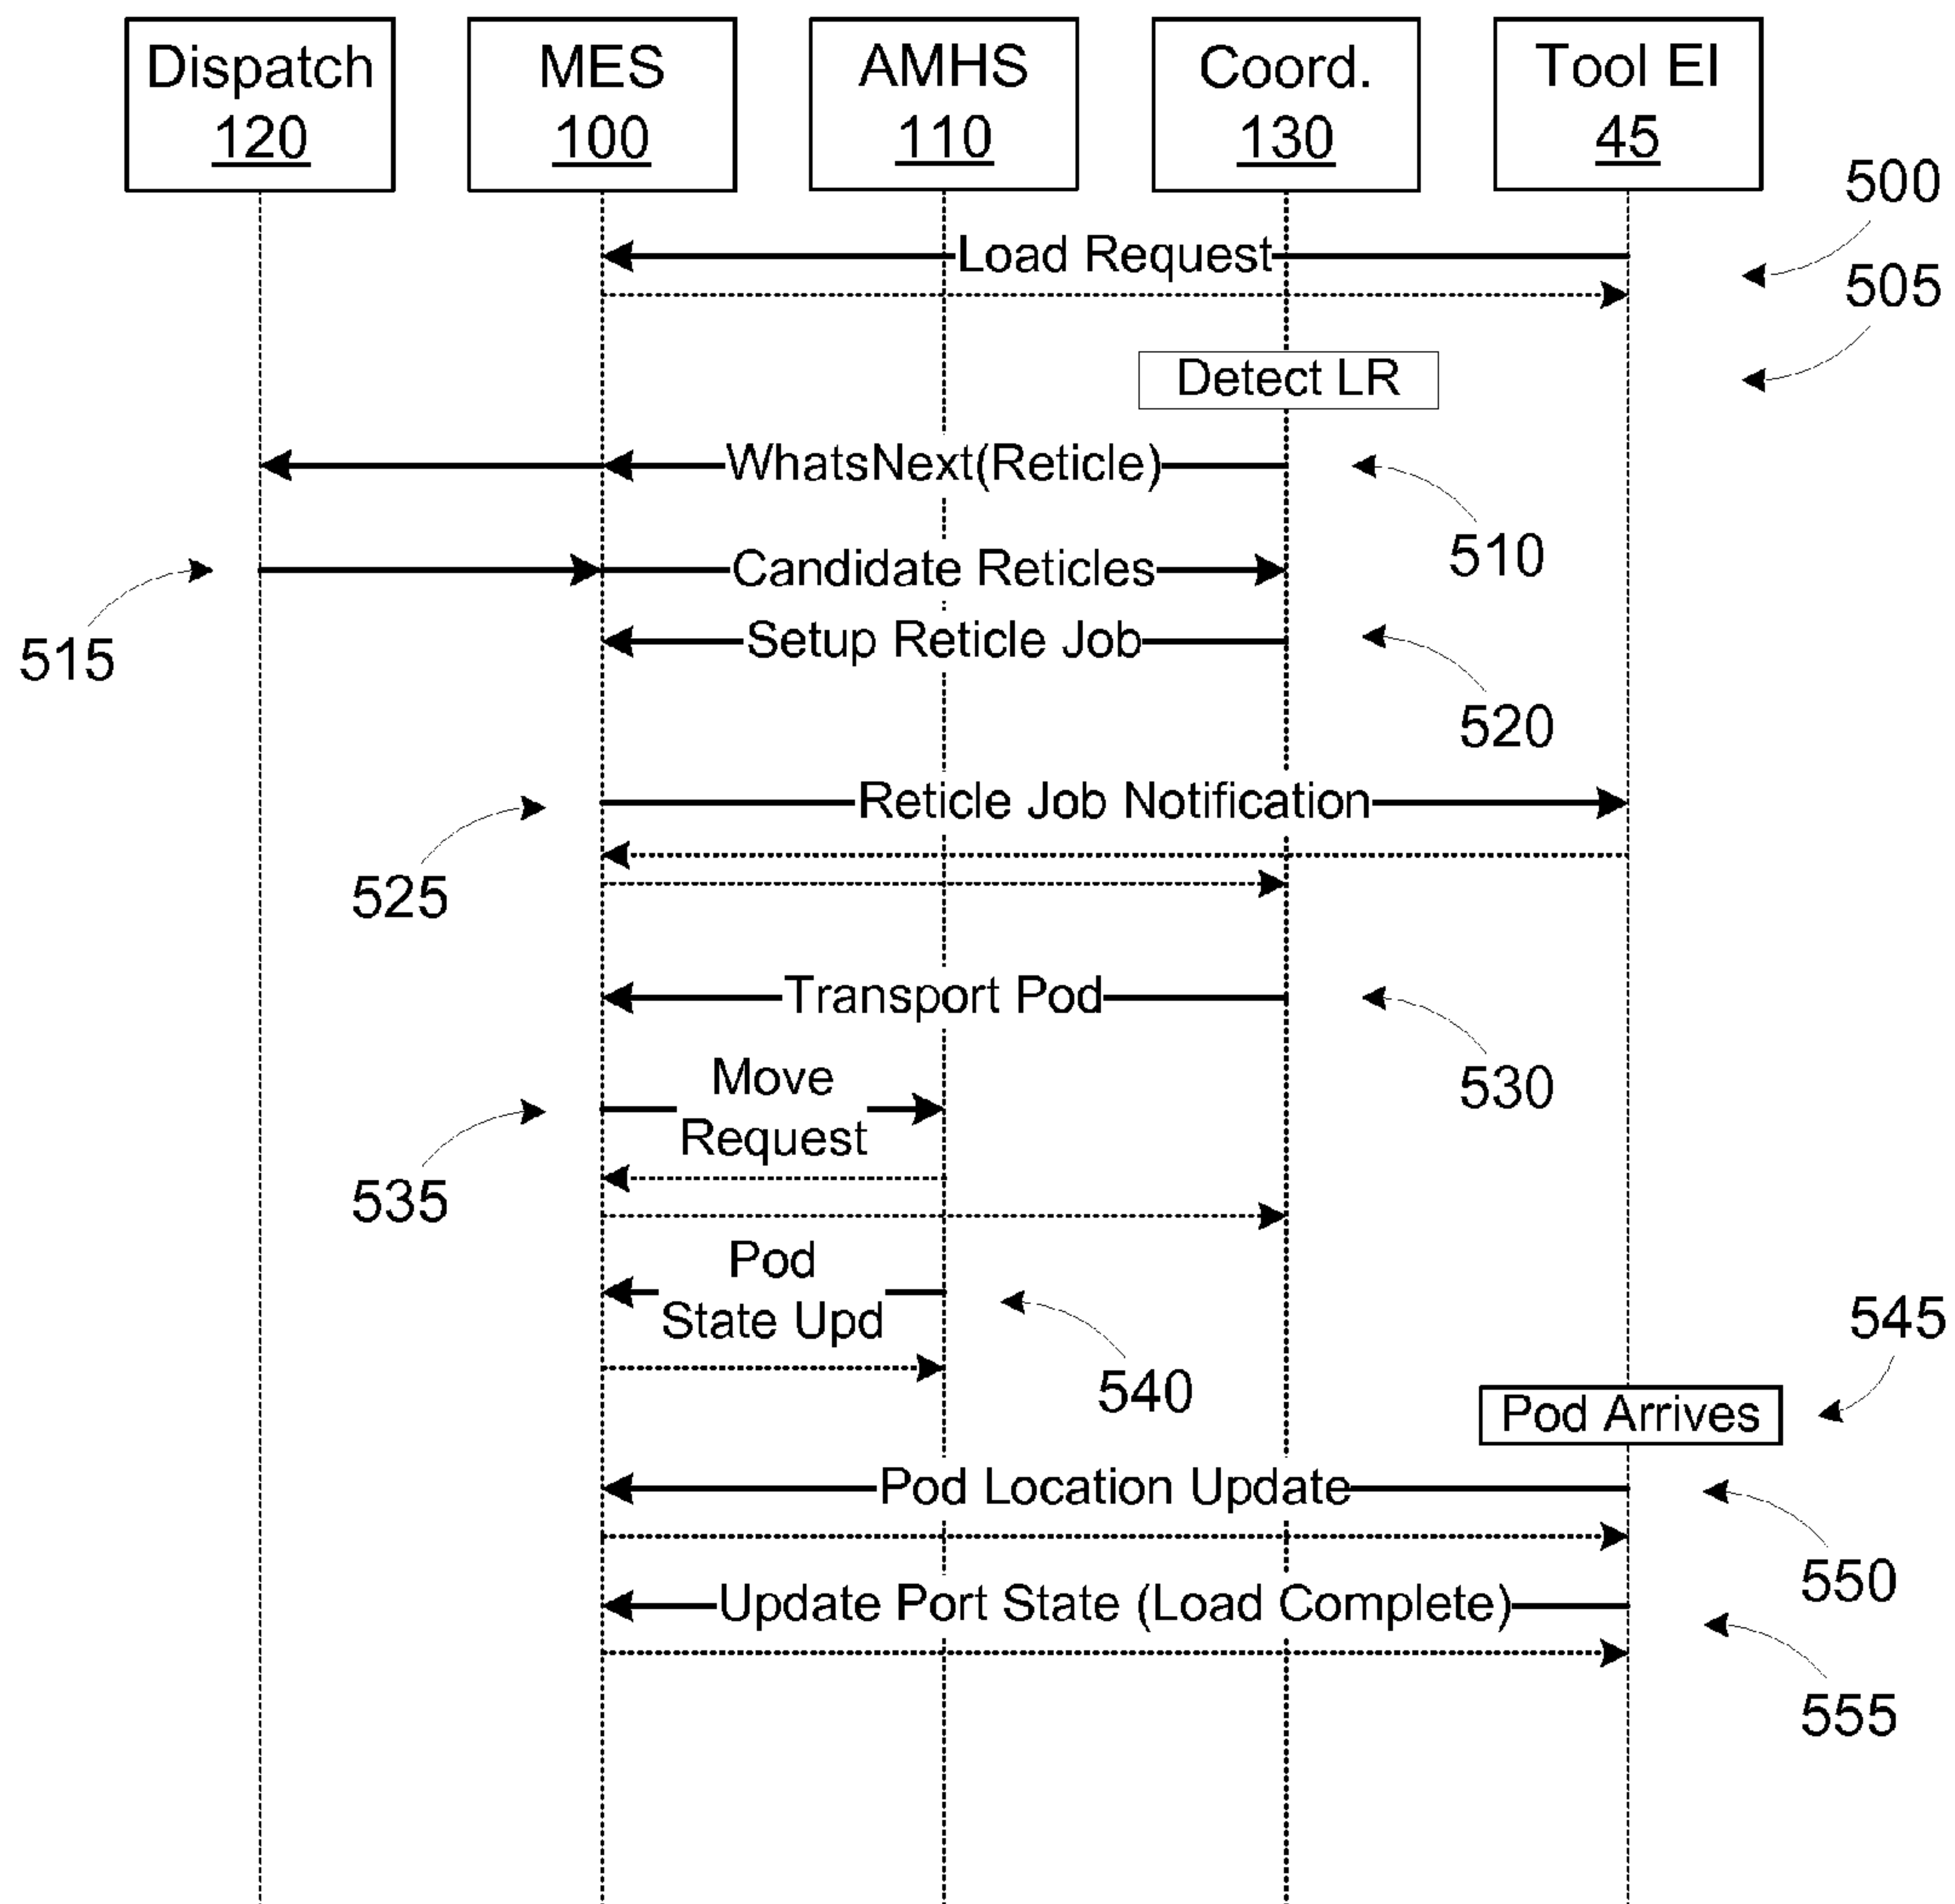 Dispatch
120
MES
100
AMHS
110
Coord.
130
Tool EI
45
500
Load Request
505
Detect LR
WhatsNext(Reticle)
510
Candidate Reticles
515
Setup Reticle Job
520
Reticle Job Notification
525
Transport Pod
530
Move
Request
535
Pod
State Upd
540
545
Pod Arrives
Pod Location Update
550
Update Port State (Load Complete)
555